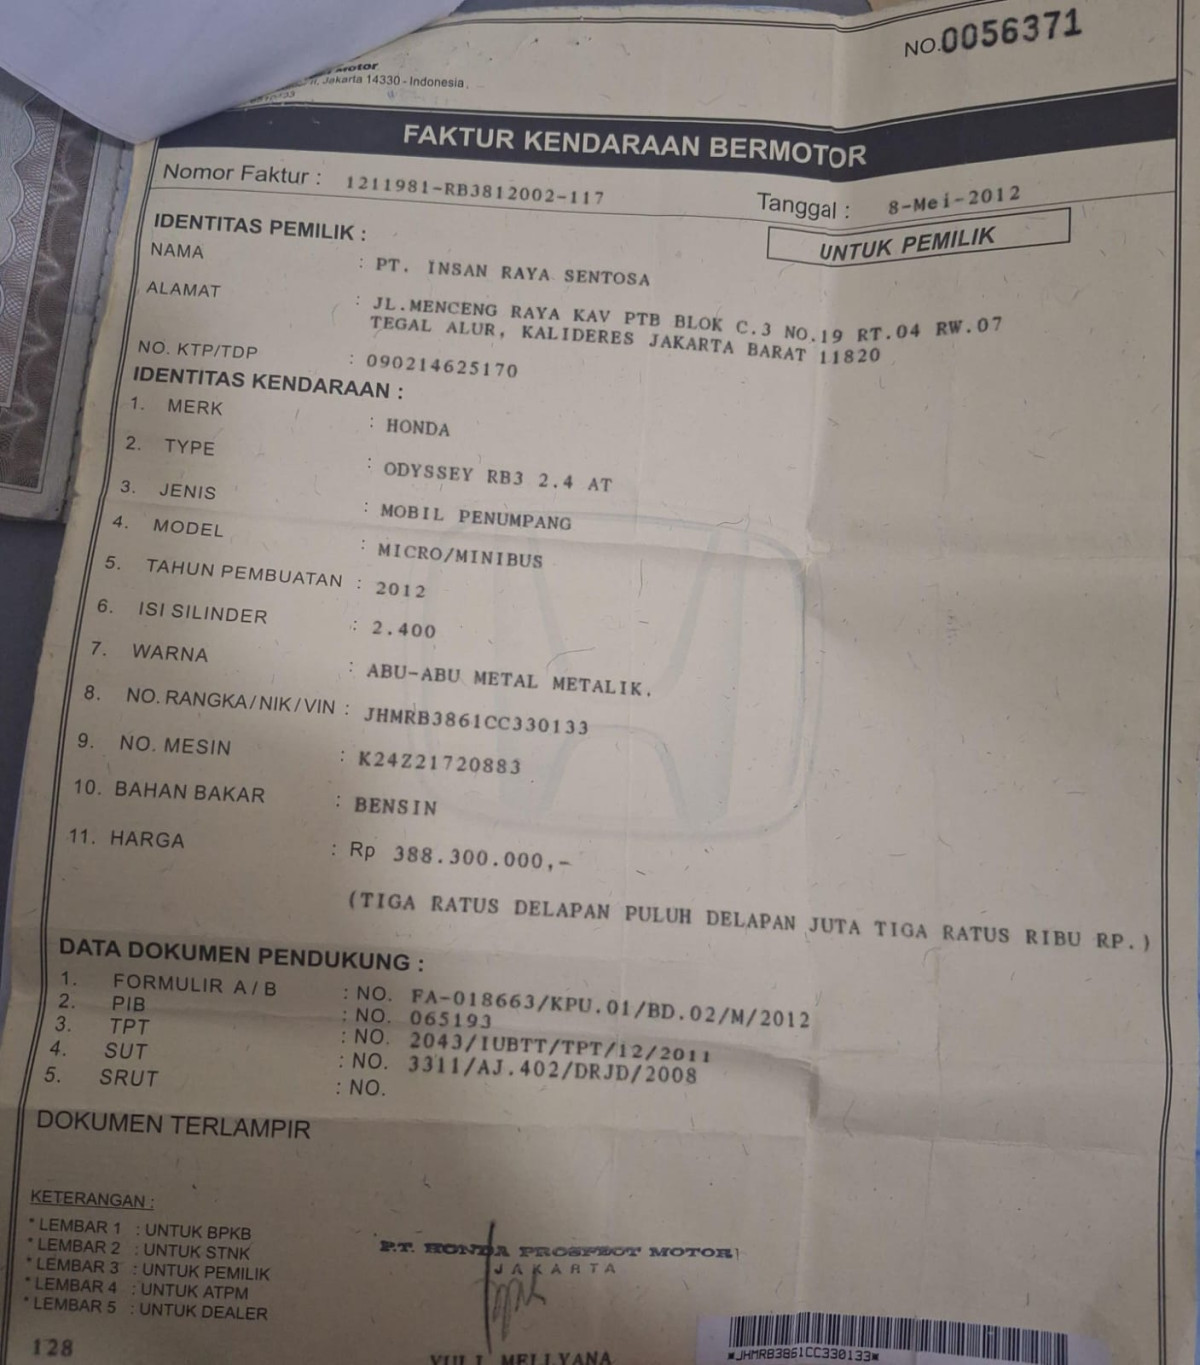 NO.0056371
Motor
Jakarta 14330 - Indonesia
FAKTUR KENDARAAN BERMOTOR
Nomor Faktur : 1211981-RB3812002-117 Tanggal : 8-Mei-2012
IDENTITAS PEMILIK : UNTUK PEMILIK
NAMA : PT. INSAN RAYA SENTOSA
ALAMAT : JL.MENCENG RAYA KAV PTB BLOK C.3 NO.19 RT.04 RW.07
TEGAL ALUR, KALIDERES JAKARTA BARAT 11820
NO. KTP/TDP : 090214625170
IDENTITAS KENDARAAN :
1. MERK : HONDA
2. TYPE : ODYSSEY RB3 2.4 AT
3. JENIS : MOBIL PENUMPANG
4. MODEL : MICRO/MINIBUS
5. TAHUN PEMBUATAN : 2012
6. ISI SILINDER : 2.400
7. WARNA : ABU-ABU METAL METALIK.
8. NO. RANGKA / NIK / VIN : JHMRB3861CC330133
9. NO. MESIN : K24Z21720883
10. BAHAN BAKAR : BENSIN
11. HARGA : Rp 388.300.000,-
(TIGA RATUS DELAPAN PULUH DELAPAN JUTA TIGA RATUS RIBU RP.)
DATA DOKUMEN PENDUKUNG :
1. FORMULIR A / B : NO. FA-018663/KPU.01/BD.02/M/2012
2. PIB : NO. 065193
3. TPT : NO. 2043/IUBTT/TPT/12/2011
4. SUT : NO. 3311/AJ.402/DRJD/2008
5. SRUT : NO.
DOKUMEN TERLAMPIR
KETERANGAN :
* LEMBAR 1 : UNTUK BPKB
* LEMBAR 2 : UNTUK STNK
* LEMBAR 3 : UNTUK PEMILIK
* LEMBAR 4 : UNTUK ATPM
* LEMBAR 5 : UNTUK DEALER
P.T. HONDA PROSPECT MOTOR
JAKARTA
128
YULI MELLYANA
*JHMRB3861CC330133*